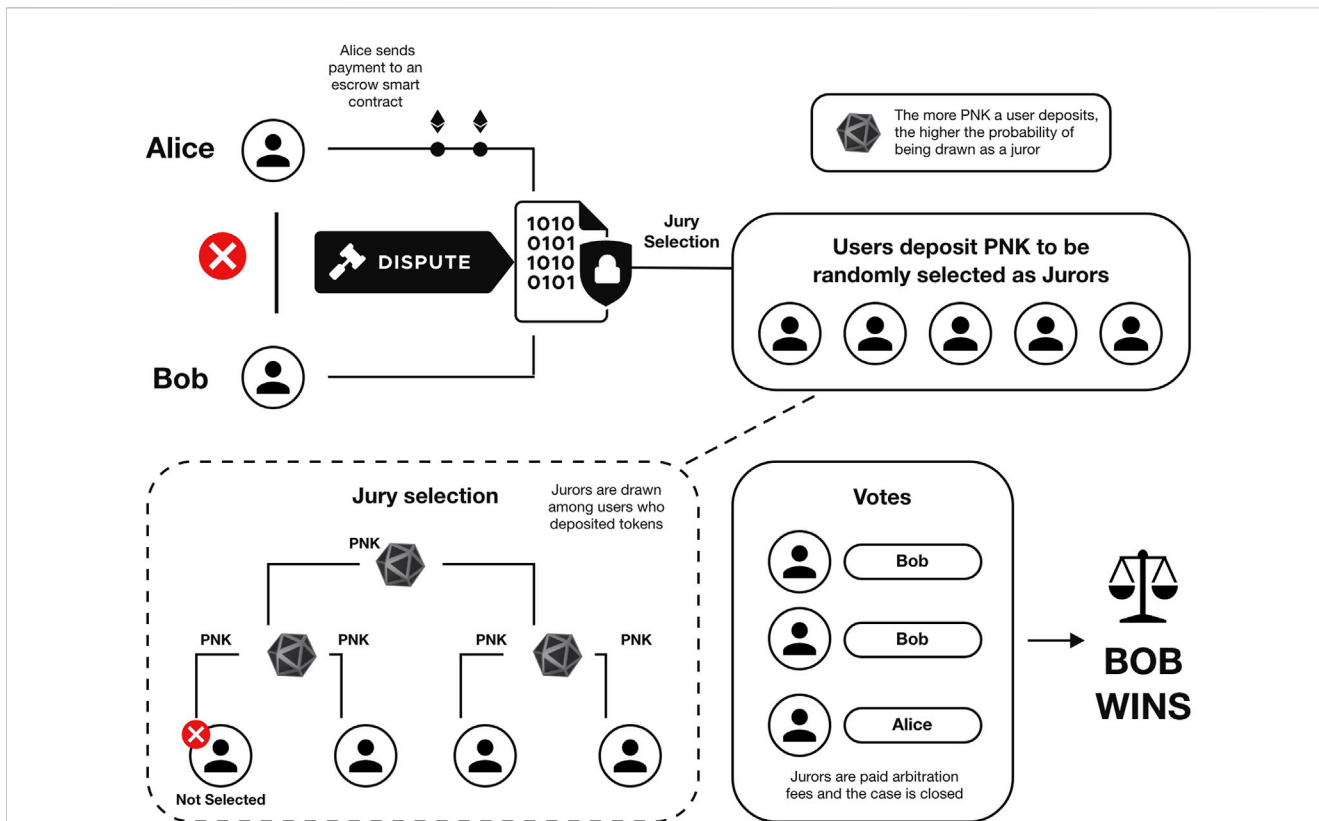 Alice sends
payment to an
escrow smart
contract
Alice
The more PNK a user deposits,
the higher the probability of
being drawn as a juror
1010
0101
1010
0101
DISPUTE
Jury
Selection
Users deposit PNK to be
randomly selected as Jurors
Bob
Jury selection
Jurors are drawn
among users who
deposited tokens
PNK
PNK
PNK
PNK
PNK
Not Selected
Votes
Bob
Bob
Alice
Jurors are paid arbitration
fees and the case is closed
BOB
WINS